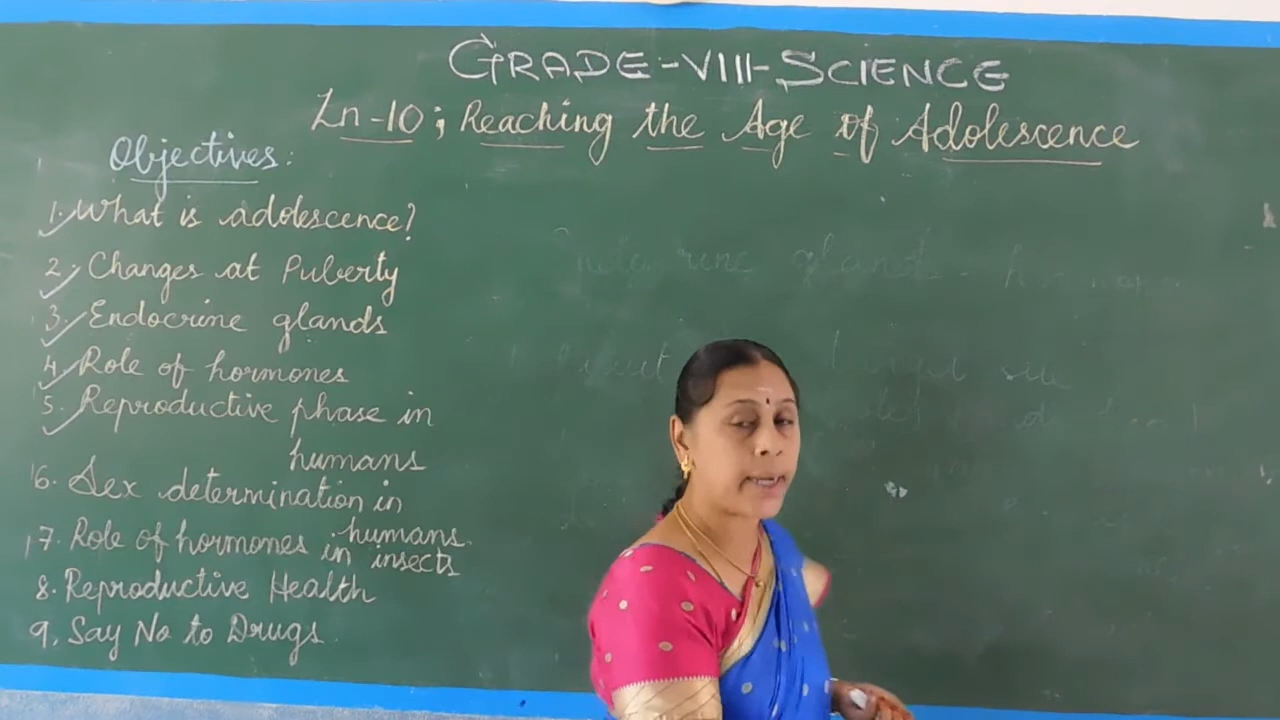 GRADE-VIII-SCIENCE
Ln-10; Reaching the Age of Adolescence
Objectives:
1. What is adolescence?
2. Changes at Puberty
3. Endocrine glands
4. Role of hormones
5. Reproductive phase in
humans
6. Sex determination in
humans.
7. Role of hormones in insects
8. Reproductive Health
9. Say No to Drugs.